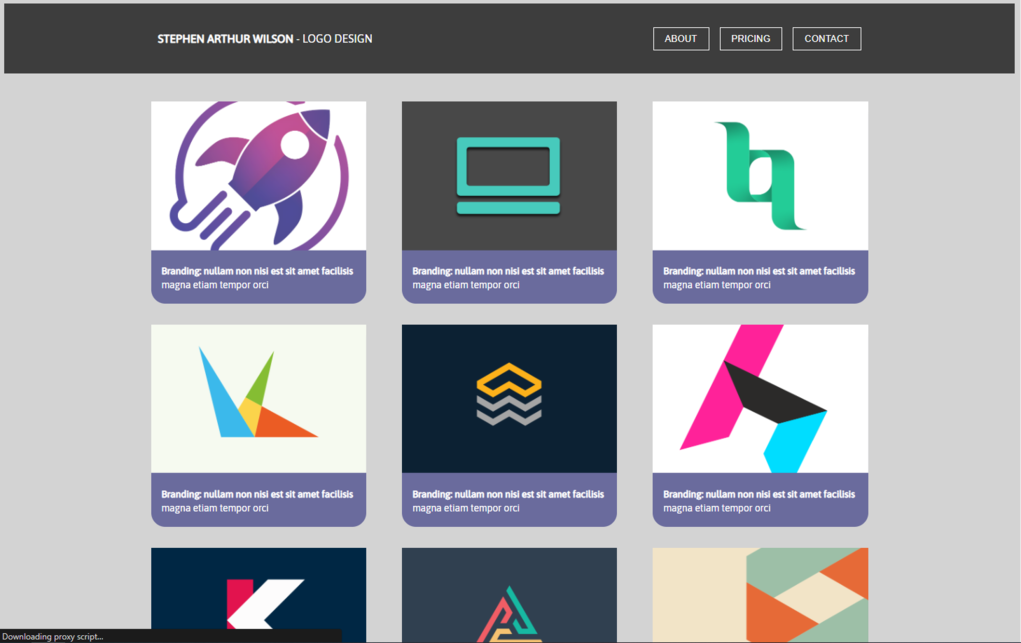 STEPHEN ARTHUR WILSON - LOGO DESIGN
ABOUT
PRICING
CONTACT
Branding: nullam non nisi est sit amet facilisis
magna etiam tempor orci
Branding: nullam non nisi est sit amet facilisis
magna etiam tempor orci
Branding: nullam non nisi est sit amet facilisis
magna etiam tempor orci
Branding: nullam non nisi est sit amet facilisis
magna etiam tempor orci
Branding: nullam non nisi est sit amet facilisis
magna etiam tempor orci
Branding: nullam non nisi est sit amet facilisis
magna etiam tempor orci
Downloading proxy script...